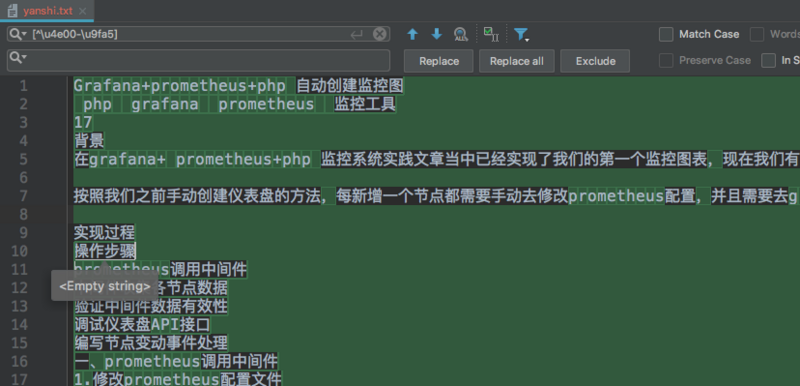 yanshi.txt
[^\u4e00-\u9fa5]
Match Case
Words
Replace
Replace all
Exclude
Preserve Case
In S
1 Grafana+prometheus+php 自动创建监控图
2 php grafana prometheus 监控工具
3 17
4 背景
5 在grafana+ prometheus+php 监控系统实践文章当中已经实现了我们的第一个监控图表，现在我们有
6
7 按照我们之前手动创建仪表盘的方法，每新增一个节点都需要手动去修改prometheus配置，并且需要去g
8
9 实现过程
10 操作步骤
11 prometheus调用中间件
<Empty string>
12 各节点数据
13 验证中间件数据有效性
14 调试仪表盘API接口
15 编写节点变动事件处理
16 一、prometheus调用中间件
17 1.修改prometheus配置文件